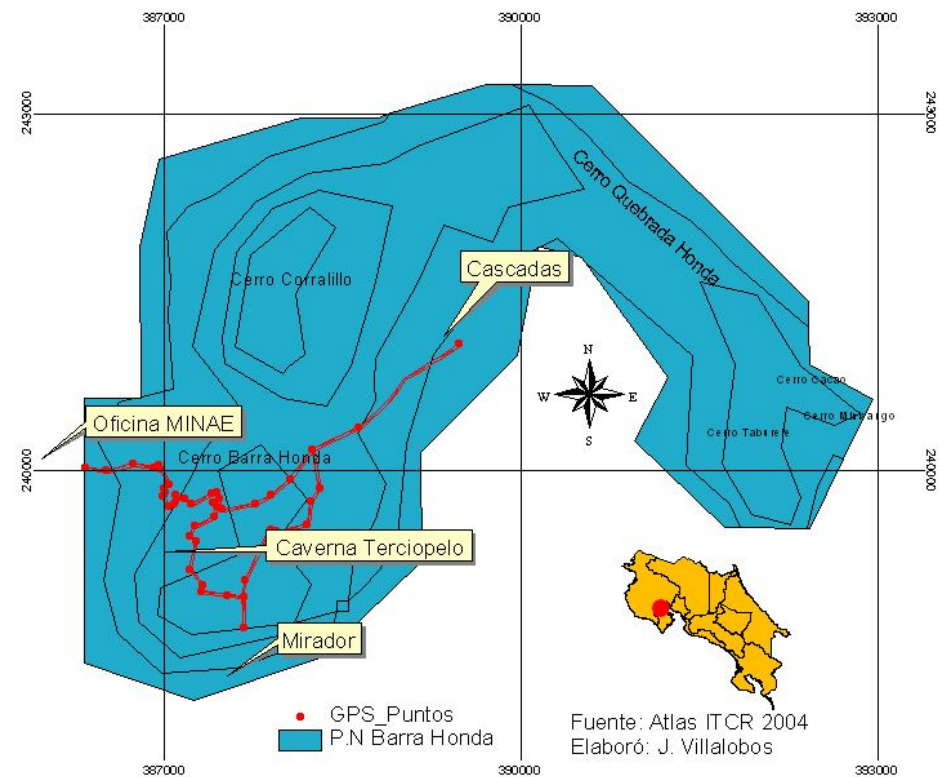 387000
390000
393000
243000
243000
Cerro Quebrada Honda
Cascadas
Cerro Corralillo
N
W
E
S
Cerro Cacao
Oficina MINAE
Cerro Taburete
Cerro Barra Honda
240000
240000
Caverna Terciopelo
Mirador
GPS_Puntos
P.N Barra Honda
Fuente: Atlas ITCR 2004
Elaboró: J. Villalobos
387000
390000
393000